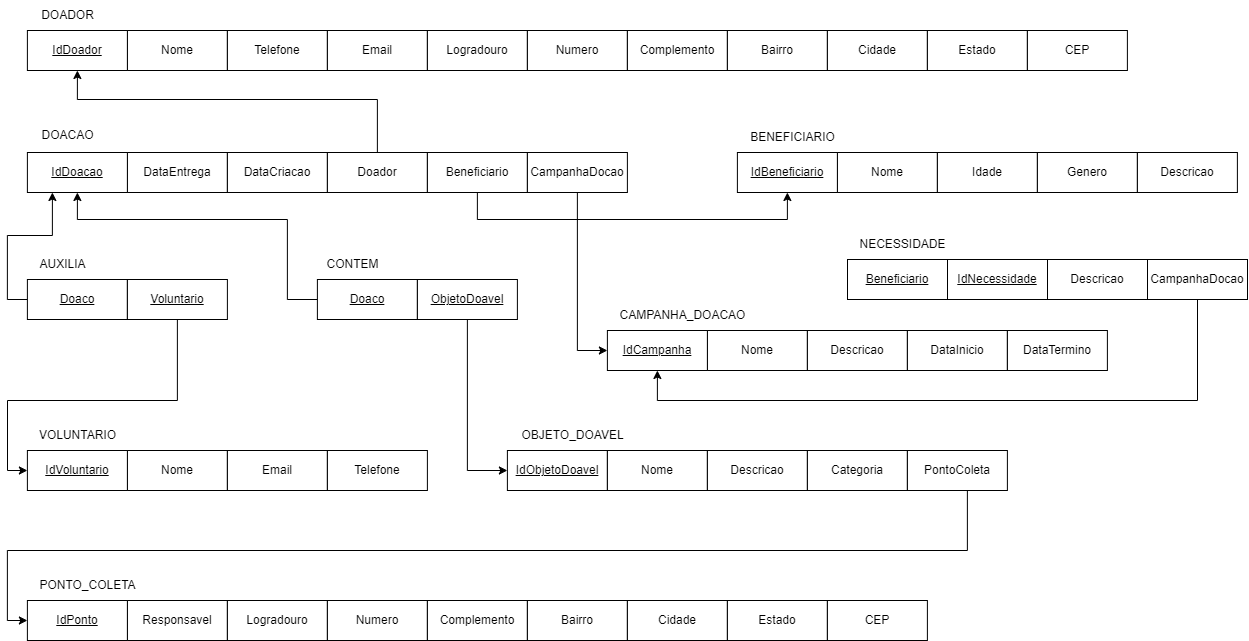 DOADOR
IdDoador Nome Telefone Email Logradouro Numero Complemento Bairro Cidade Estado CEP
DOACAO
IdDoacao DataEntrega DataCriacao Doador Beneficiario CampanhaDocao
BENEFICIARIO
IdBeneficiario Nome Idade Genero Descricao
NECESSIDADE
Beneficiario IdNecessidade Descricao CampanhaDocao
AUXILIA
Doaco Voluntario
CONTEM
Doaco ObjetoDoavel
CAMPANHA_DOACAO
IdCampanha Nome Descricao DataInicio DataTermino
VOLUNTARIO
IdVoluntario Nome Email Telefone
OBJETO_DOAVEL
IdObjetoDoavel Nome Descricao Categoria PontoColeta
PONTO_COLETA
IdPonto Responsavel Logradouro Numero Complemento Bairro Cidade Estado CEP